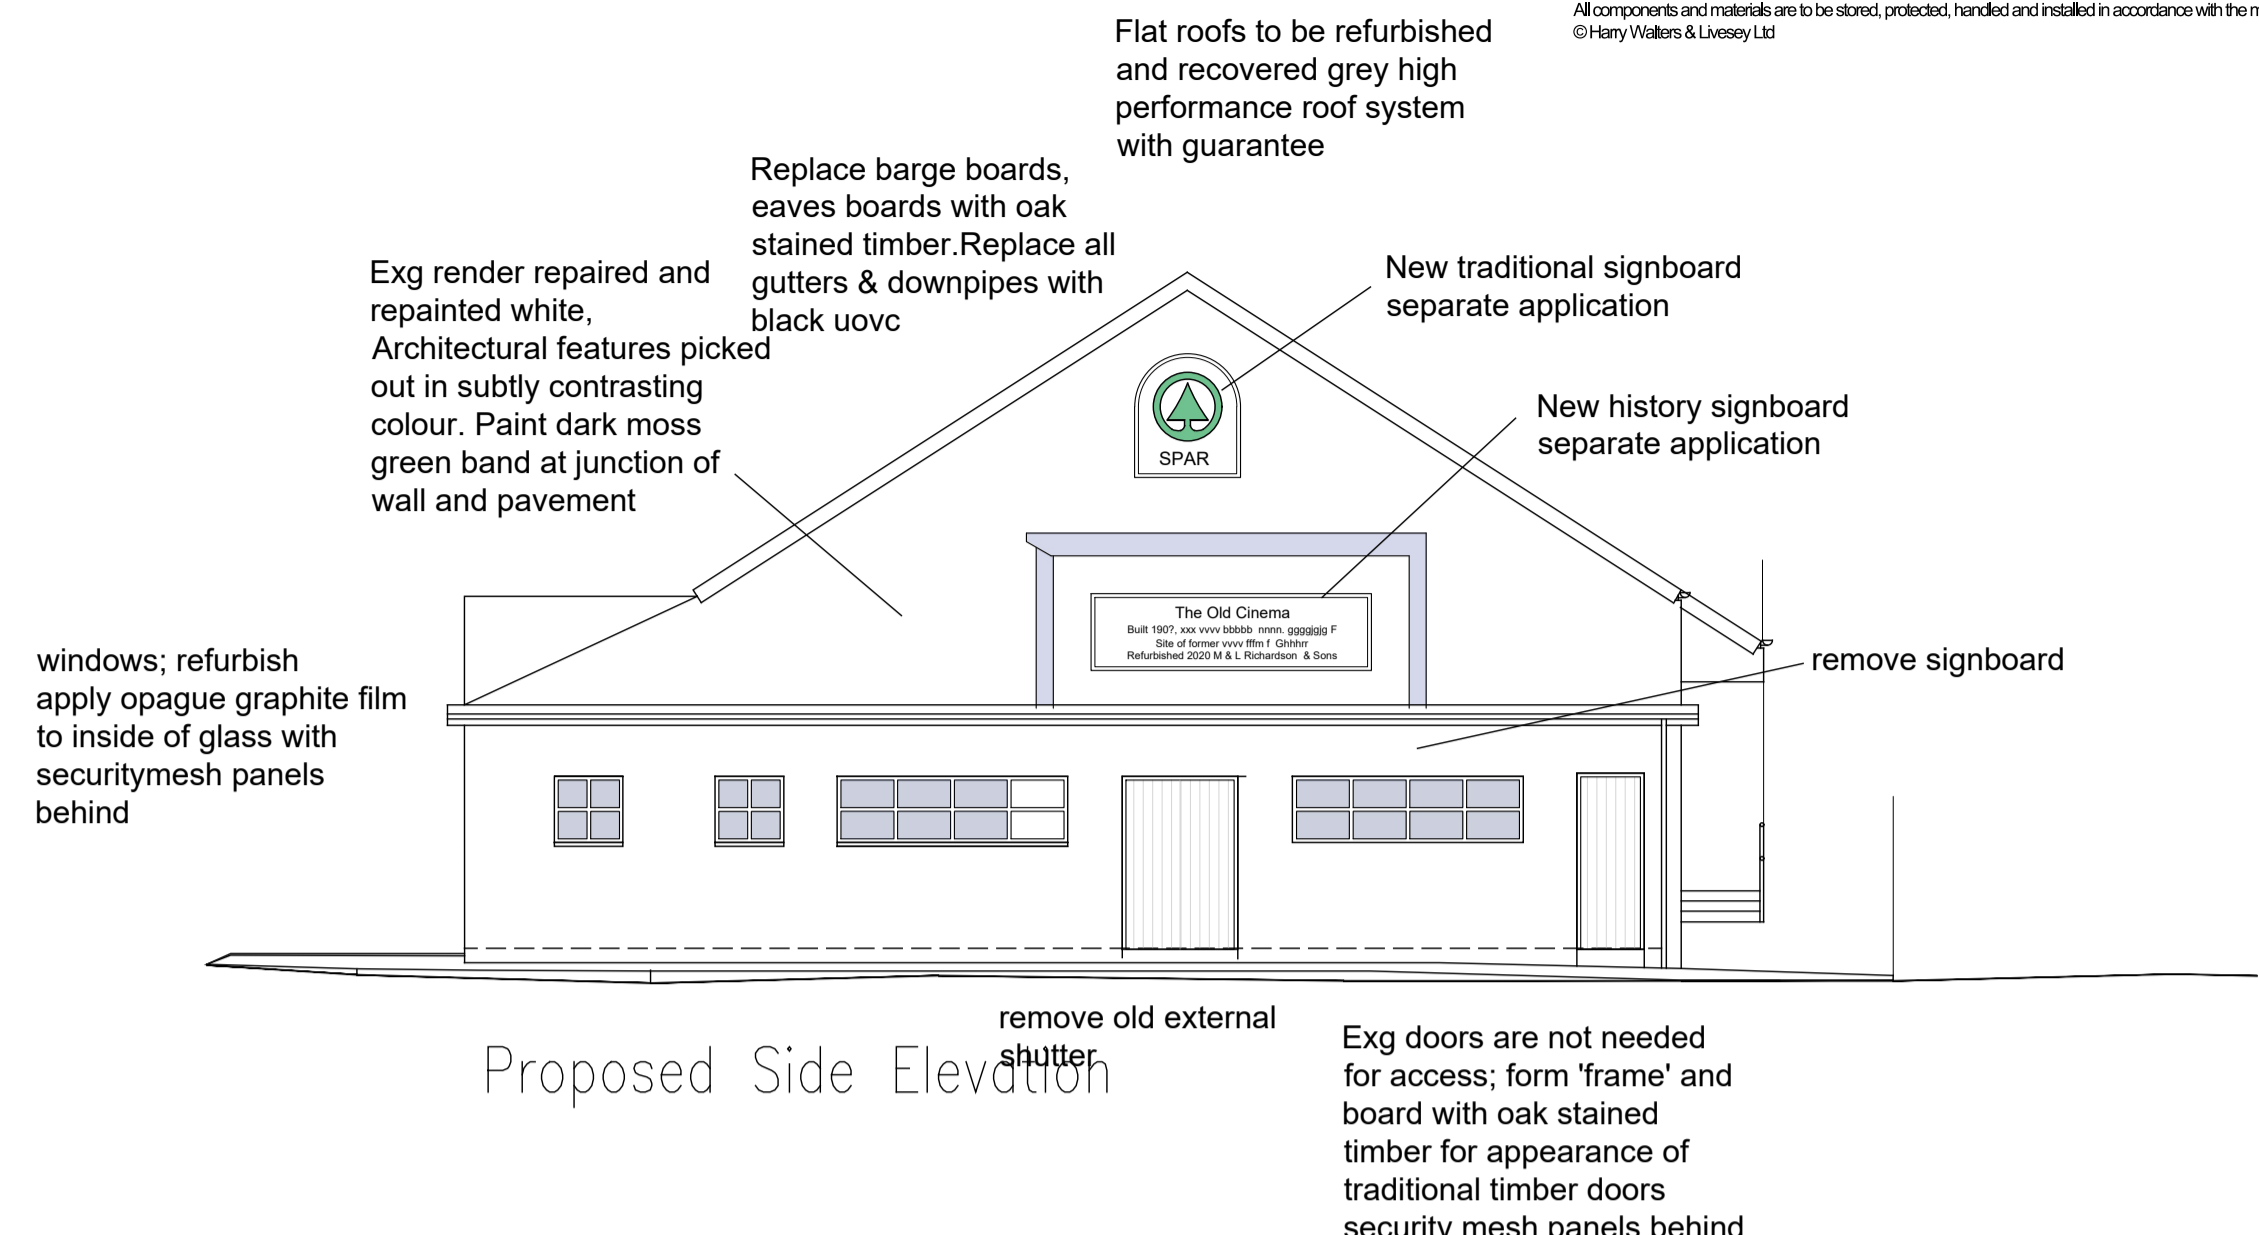 All components and materials are to be stored, protected, handled and installed in accordance with the m
© Harry Walters & Livesey Ltd
Flat roofs to be refurbished
and recovered grey high
performance roof system
with guarantee
Replace barge boards,
eaves boards with oak
stained timber.Replace all
gutters & downpipes with
black uovc
Exg render repaired and
repainted white,
Architectural features picked
out in subtly contrasting
colour. Paint dark moss
green band at junction of
wall and pavement
New traditional signboard
separate application
New history signboard
separate application
SPAR
The Old Cinema
Built 190?, xxx vvvv bbbbb nnnn. ggggjgjg F
Site of former vvvv fffm f Ghhhrr
Refurbished 2020 M & L Richardson & Sons
windows; refurbish
apply opague graphite film
to inside of glass with
securitymesh panels
behind
remove signboard
remove old external
shutter
Proposed Side Elevation
Exg doors are not needed
for access; form 'frame' and
board with oak stained
timber for appearance of
traditional timber doors
security mesh panels behind